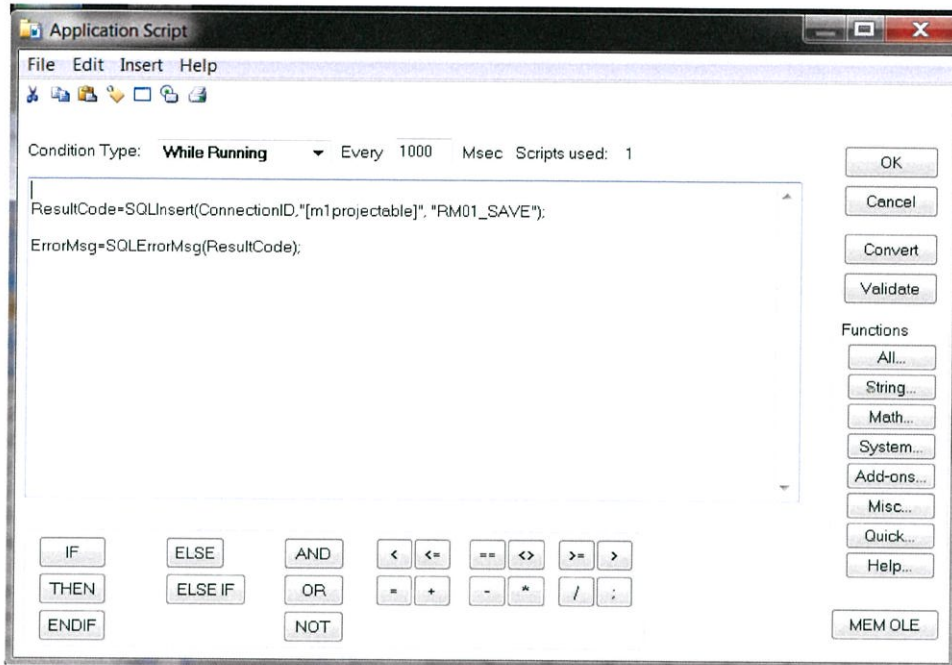 Application Script
File Edit Insert Help
Condition Type: While Running Every 1000 Msec Scripts used: 1
ResultCode=SQLInsert(ConnectionID,"[m1projectable]", "RM01_SAVE");
ErrorMsg=SQLErrorMsg(ResultCode);
OK
Cancel
Convert
Validate
Functions
All...
String...
Math...
System...
Add-ons...
Misc...
Quick...
Help...
IF ELSE AND < <= == <> >= >
THEN ELSE IF OR = + - * / ;
ENDIF NOT MEM OLE